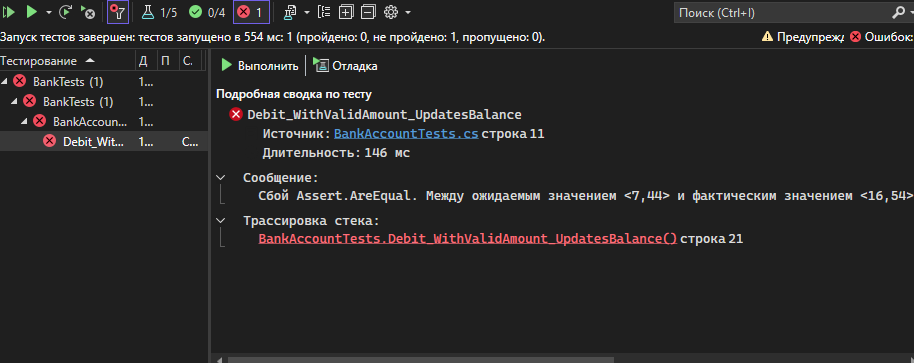 1/5 0/4 1 Поиск (Ctrl+I)
Запуск тестов завершен: тестов запущено в 554 мс: 1 (пройдено: 0, не пройдено: 1, пропущено: 0). Предупрежд Ошибок:
Тестирование Д П С.
Выполнить Отладка
BankTests (1) 1...
Подробная сводка по тесту
BankTests (1) 1...
Debit_WithValidAmount_UpdatesBalance
BankAccoun... 1...
Источник: BankAccountTests.cs строка 11
Debit_Wit... 1... С...
Длительность: 146 мс
Сообщение:
Сбой Assert.AreEqual. Между ожидаемым значением <7,44> и фактическим значением <16,54>
Трассировка стека:
BankAccountTests.Debit_WithValidAmount_UpdatesBalance() строка 21